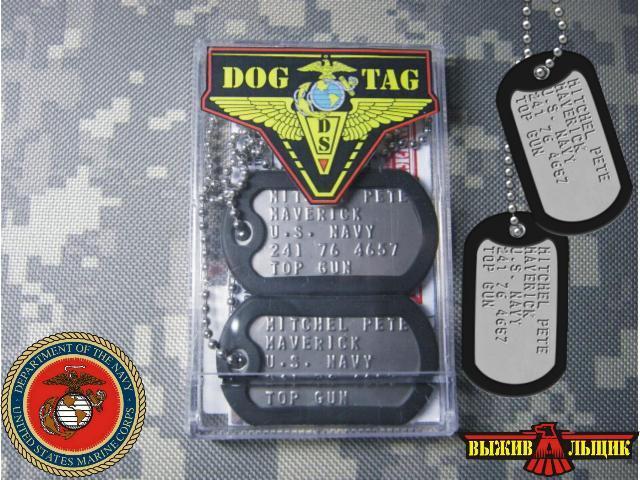 DOG TAG
DS
MITCHEL PETE
MAVERICK
U.S. NAVY
241 76 4657
TOP GUN
MITCHEL PETE
MAVERICK
U.S. NAVY
TOP GUN
MITCHEL PETE
MAVERICK
U.S. NAVY
241 76 4687
TOP GUN
MITCHEL PETE
MAVERICK
U.S. NAVY
241 76 4687
TOP GUN
DEPARTMENT OF THE NAVY
UNITED STATES MARINE CORPS
ВЫЖИВАЛЬЩИК